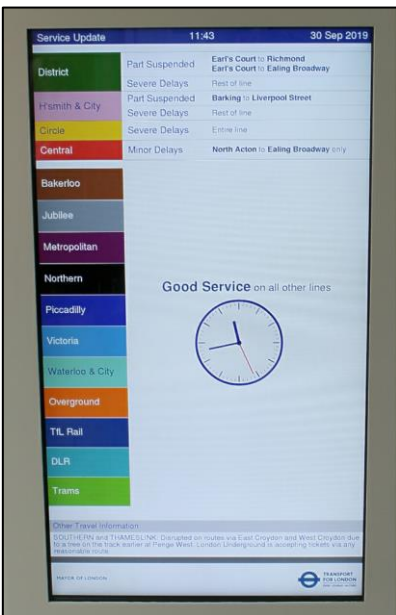 Service Update 11:43 30 Sep 2019
District Part Suspended Earl's Court to Richmond
Earl's Court to Ealing Broadway
Severe Delays Rest of line
H'smith & City Part Suspended Barking to Liverpool Street
Severe Delays Rest of line
Circle Severe Delays Entire line
Central Minor Delays North Acton to Ealing Broadway only
Bakerloo
Jubilee
Metropolitan
Northern
Good Service on all other lines
Piccadilly
Victoria
Waterloo & City
Overground
TfL Rail
DLR
Trams
Other Travel Information
SOUTHERN and THAMESLINK: Disrupted on routes via East Croydon and West Croydon due
to a tree on the track earlier at Penge West. London Underground is accepting tickets via any
reasonable route.
MAYOR OF LONDON
TRANSPORT
FOR LONDON